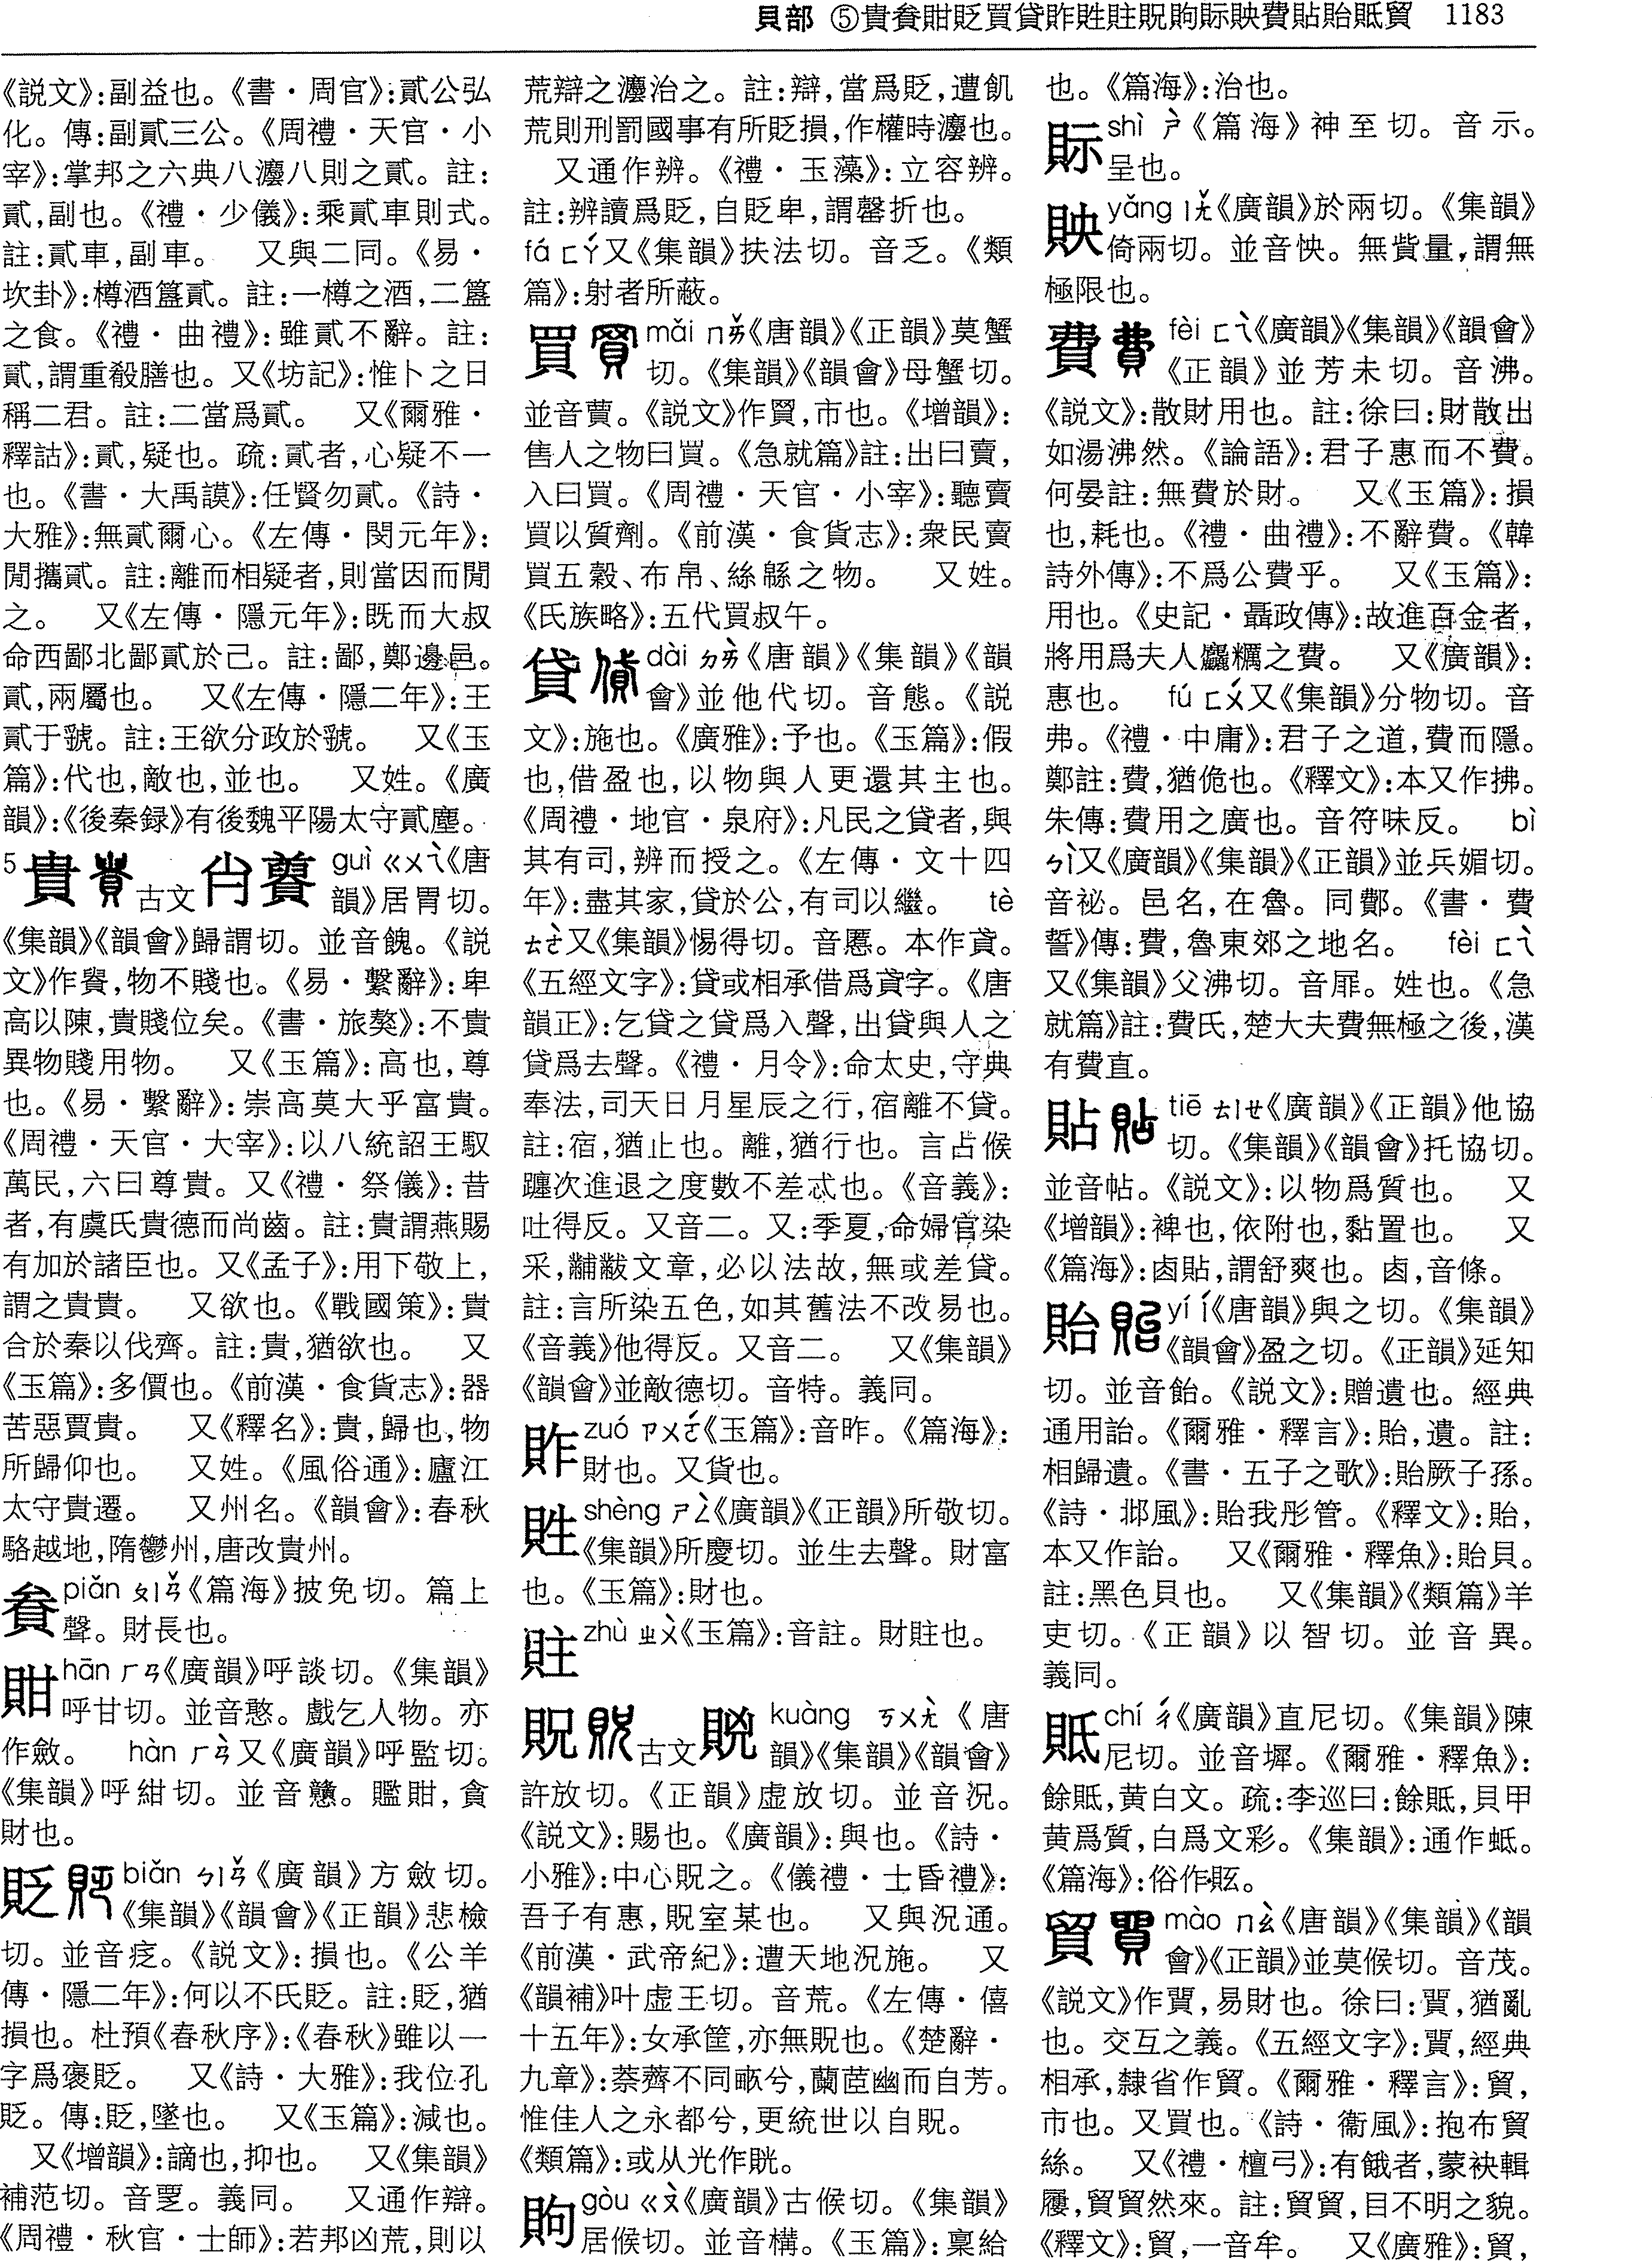 貝部 ⑤貴貵貾貶買貸貯貹貹貺貺貽貼費貼貽貾貿 1183
《説文》:副益也。《書·周官》:貳公弘
化。傳:副貳三公。《周禮·天官·小
宰》:掌邦之六典八灋八則之貳。註:
貳,副也。《禮·少儀》:乘貳車則式。
註:貳車,副車。 又與二同。《易·
坎卦》:樽酒簋貳。註:一樽之酒,二簋
之食。《禮·曲禮》:雖貳不辭。註:
貳,謂重殽膳也。又《坊記》:惟卜之日
稱二君。註:二當爲貳。 又《爾雅·
釋詁》:貳,疑也。疏:貳者,心疑不一
也。《書·大禹謨》:任賢勿貳。《詩·
大雅》:無貳爾心。《左傳·閔元年》:
閒攜貳。註:離而相疑者,則當因而閒
之。 又《左傳·隱元年》:既而大叔
命西鄙北鄙貳於己。註:鄙,鄭邊邑。
貳,兩屬也。 又《左傳·隱二年》:王
貳于虢。註:王欲分政於虢。 又《玉
篇》:代也,敵也,並也。 又姓。《廣
韻》:《後秦録》有後魏平陽太守貳塵。
5 貴 古文 guì ㄍㄨㄟˋ《唐
韻》居胃切。
《集韻》《韻會》歸謂切。並音餽。《説
文》作䝿,物不賤也。《易·繫辭》:卑
高以陳,貴賤位矣。《書·旅獒》:不貴
異物賤用物。 又《玉篇》:高也,尊
也。《易·繫辭》:崇高莫大乎富貴。
《周禮·天官·大宰》:以八統詔王馭
萬民,六曰尊貴。又《禮·祭儀》:昔
者,有虞氏貴德而尚齒。註:貴謂燕賜
有加於諸臣也。又《孟子》:用下敬上,
謂之貴貴。 又欲也。《戰國策》:貴
合於秦以伐齊。註:貴,猶欲也。 又
《玉篇》:多價也。《前漢·食貨志》:器
苦惡賈貴。 又《釋名》:貴,歸也,物
所歸仰也。 又姓。《風俗通》:廬江
太守貴遷。 又州名。《韻會》:春秋
駱越地,隋鬱州,唐改貴州。
piǎn ㄆㄧㄢˇ《篇海》披免切。篇上
聲。財長也。
hān ㄏㄢ《廣韻》呼談切。《集韻》
呼甘切。並音憨。戲乞人物。亦
作歛。 hàn ㄏㄢˋ又《廣韻》呼監切。
《集韻》呼紺切。並音㦑。㜮,貪
財也。
貶 biǎn ㄅㄧㄢˇ《廣韻》方斂切。
《集韻》《韻會》《正韻》悲檢
切。並音㝿。《説文》:損也。《公羊
傳·隱二年》:何以不氏貶。註:貶,猶
損也。杜預《春秋序》:《春秋》雖以一
字爲褒貶。 又《詩·大雅》:我位孔
貶。傳:貶,墜也。 又《玉篇》:減也。
又《增韻》:謫也,抑也。 又《集韻》
補范切。音㚆。義同。 又通作辯。
《周禮·秋官·士師》:若邦凶荒,則以
荒辯之灋治之。註:辯,當爲貶,遭飢
荒則刑罰國事有所貶損,作權時灋也。
又通作辨。《禮·玉藻》:立容辨。
註:辨讀爲貶,自貶卑,謂罄折也。
fá ㄈㄚˊ又《集韻》扶法切。音乏。《類
篇》:射者所蔽。
買 mǎi ㄇㄞˇ《唐韻》《正韻》莫蟹
切。《集韻》《韻會》母蟹切。
並音蕒。《説文》作,市也。《增韻》:
售人之物曰買。《急就篇》註:出曰賣,
入曰買。《周禮·天官·小宰》:聽賣
買以質劑。《前漢·食貨志》:衆民賣
買五穀、布帛、絲緜之物。 又姓。
《氏族略》:五代買叔午。
貸 dài ㄉㄞˋ《唐韻》《集韻》《韻
會》並他代切。音態。《説
文》:施也。《廣雅》:予也。《玉篇》:假
也,借盈也,以物與人更還其主也。
《周禮·地官·泉府》:凡民之貸者,與
其有司,辨而授之。《左傳·文十四
年》:盡其家,貸於公,有司以繼。 tè
ㄊㄜˋ又《集韻》惕得切。音慝。本作貣。
《五經文字》:貸或相承借爲貣字。《唐
韻正》:乞貸之貸爲入聲,出貸與人之
貸爲去聲。《禮·月令》:命太史,守典
奉法,司天日月星辰之行,宿離不貸。
註:宿,猶止也。離,猶行也。言占候
躔次進退之度數不差忒也。《音義》:
吐得反。又音二。又:季夏,命婦官染
采,黼黻文章,必以法故,無或差貸。
註:言所染五色,如其舊法不改易也。
《音義》他得反。又音二。 又《集韻》
《韻會》並敵德切。音特。義同。
zuó ㄗㄨㄛˊ《玉篇》:音昨。《篇海》:
財也。又貨也。
貹 shèng ㄕㄥˋ《廣韻》《正韻》所敬切。
《集韻》所慶切。並生去聲。財富
也。《玉篇》:財也。
zhù ㄓㄨˋ《玉篇》:音註。財也。
貺 古文 kuàng ㄎㄨㄤˋ《唐
韻》《集韻》《韻會》
許放切。《正韻》虛放切。並音況。
《説文》:賜也。《廣韻》:與也。《詩·
小雅》:中心貺之。《儀禮·士昏禮》:
吾子有惠,貺室某也。 又與況通。
《前漢·武帝紀》:遭天地況施。 又
《韻補》叶虛王切。音荒。《左傳·僖
十五年》:女承筐,亦無貺也。《楚辭·
九章》:荼薺不同畝兮,蘭茝幽而自芳。
惟佳人之永都兮,更統世以自貺。
《類篇》:或从光作。
gòu ㄍㄡˋ《廣韻》古候切。《集韻》
居候切。並音構。《玉篇》:稟給
也。《篇海》:治也。
shì ㄕˋ《篇海》神至切。音示。
呈也。
yǎng ㄧㄤˇ《廣韻》於兩切。《集韻》
倚兩切。並音怏。無貲量,謂無
極限也。
費 fèi ㄈㄟˋ《廣韻》《集韻》《韻會》
《正韻》並芳未切。音沸。
《説文》:散財用也。註:徐曰:財散出
如湯沸然。《論語》:君子惠而不費。
何晏註:無費於財。 又《玉篇》:損
也,耗也。《禮·曲禮》:不辭費。《韓
詩外傳》:不爲公費乎。 又《玉篇》:
用也。《史記·聶政傳》:故進百金者,
將用爲夫人麤糲之費。 又《廣韻》:
惠也。 fú ㄈㄨˊ又《集韻》分物切。音
弗。《禮·中庸》:君子之道,費而隱。
鄭註:費,猶佹也。《釋文》:本又作拂。
朱傳:費用之廣也。音符味反。 bì
ㄅㄧˋ又《廣韻》《集韻》《正韻》並兵媚切。
音祕。邑名,在魯。同鄪。《書·費
誓》傳:費,魯東郊之地名。 fèi ㄈㄟˋ
又《集韻》父沸切。音厞。姓也。《急
就篇》註:費氏,楚大夫費無極之後,漢
有費直。
貼 tiē ㄊㄧㄝ《廣韻》《正韻》他協
切。《集韻》《韻會》托協切。
並音帖。《説文》:以物爲質也。 又
《增韻》:裨也,依附也,黏置也。 又
《篇海》:卤貼,謂舒爽也。卤,音條。
貽 yí ㄧˊ《唐韻》與之切。《集韻》
《韻會》盈之切。《正韻》延知
切。並音飴。《説文》:贈遺也。經典
通用詒。《爾雅·釋言》:貽,遺。註:
相歸遺。《書·五子之歌》:貽厥子孫。
《詩·邶風》:貽我彤管。《釋文》:貽,
本又作詒。 又《爾雅·釋魚》:貽貝。
註:黑色貝也。 又《集韻》《類篇》羊
吏切。《正韻》以智切。並音異。
義同。
貾 chí ㄔˊ《廣韻》直尼切。《集韻》陳
尼切。並音墀。《爾雅·釋魚》:
餘貾,黃白文。疏:李巡曰:餘貾,貝甲
黃爲質,白爲文彩。《集韻》:通作蚳。
《篇海》:俗作。
貿 mào ㄇㄠˋ《唐韻》《集韻》《韻
會》《正韻》並莫候切。音茂。
《説文》作,易財也。徐曰:,猶亂
也。交互之義。《五經文字》:,經典
相承,隸省作貿。《爾雅·釋言》:貿,
市也。又買也。《詩·衞風》:抱布貿
絲。 又《禮·檀弓》:有餓者,蒙袂輯
屨,貿貿然來。註:貿貿,目不明之貌。
《釋文》:貿,一音牟。 又《廣雅》:貿,